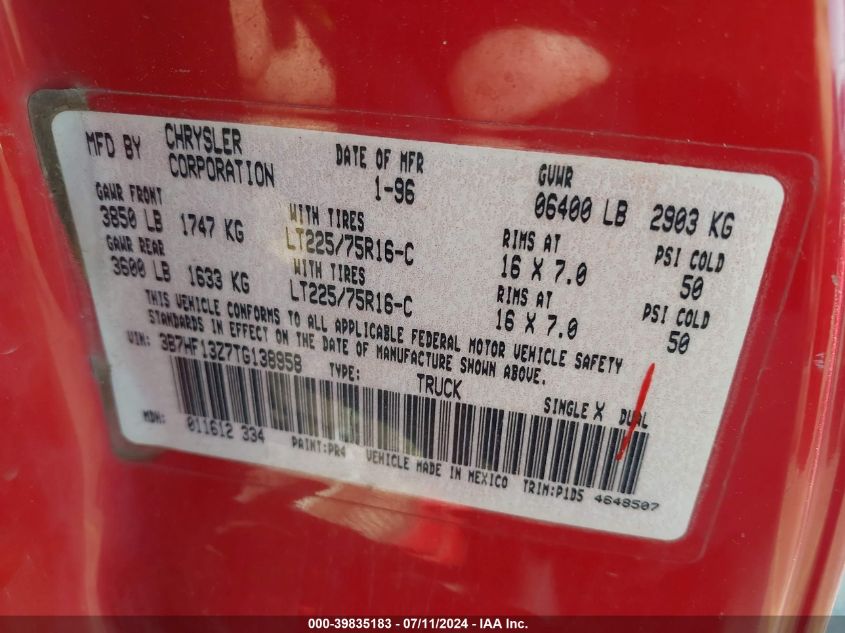 MFD BY CHRYSLER CORPORATION DATE OF MFR 1-96 GVWR 06400 LB 2903 KG
GAWR FRONT WITH TIRES RIMS AT PSI COLD
3850 LB 1747 KG LT225/75R16-C 16 X 7.0 50
GAWR REAR WITH TIRES RIMS AT PSI COLD
3600 LB 1633 KG LT225/75R16-C 16 X 7.0 50
THIS VEHICLE CONFORMS TO ALL APPLICABLE FEDERAL MOTOR VEHICLE SAFETY
STANDARDS IN EFFECT ON THE DATE OF MANUFACTURE SHOWN ABOVE.
VIN: 3B7HF13Z7TG138958 TYPE: TRUCK SINGLE X DUAL
MDH: 011612 334 PAINT:PR4 VEHICLE MADE IN MEXICO TRIM:P1D5 4648507
000-39835183 - 07/11/2024 - IAA Inc.